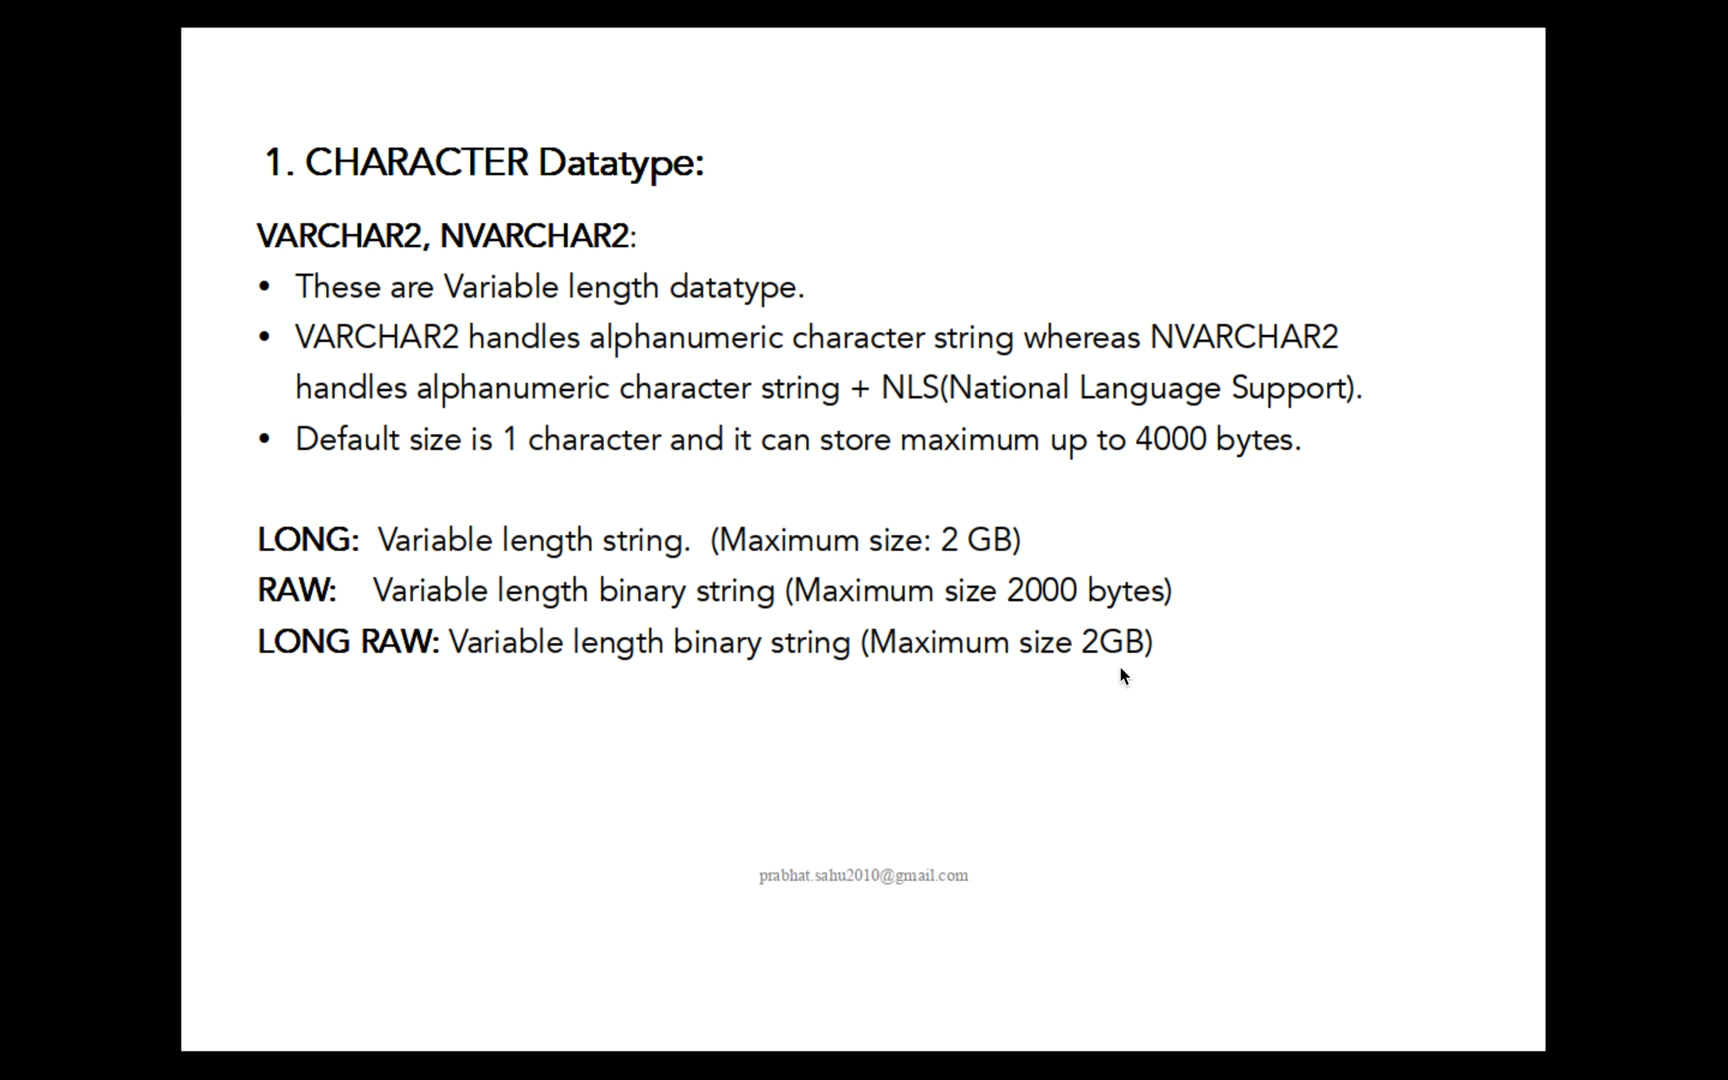 1. CHARACTER Datatype:
VARCHAR2, NVARCHAR2:
• These are Variable length datatype.
• VARCHAR2 handles alphanumeric character string whereas NVARCHAR2
handles alphanumeric character string + NLS(National Language Support).
• Default size is 1 character and it can store maximum up to 4000 bytes.
LONG: Variable length string. (Maximum size: 2 GB)
RAW: Variable length binary string (Maximum size 2000 bytes)
LONG RAW: Variable length binary string (Maximum size 2GB)
prabhat.sahu2010@gmail.com